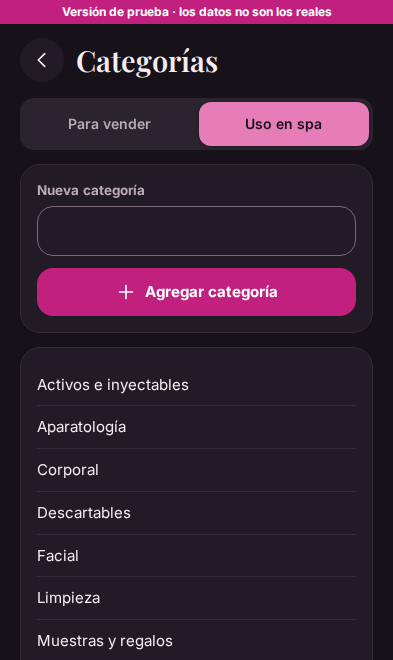 Versión de prueba · los datos no son los reales
Categorías
Para vender
Uso en spa
Nueva categoría
Agregar categoría
Activos e inyectables
Aparatología
Corporal
Descartables
Facial
Limpieza
Muestras y regalos